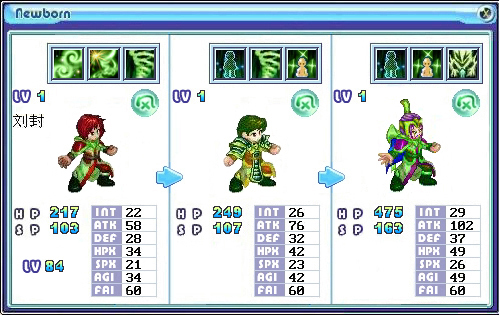 Newborn
LV 1
刘封
HP 217
SP 103
LV 84
INT 22
ATK 58
DEF 28
HPX 34
SPX 21
AGI 34
FAI 60
LV 1
HP 249
SP 107
INT 26
ATK 76
DEF 32
HPX 42
SPX 23
AGI 42
FAI 60
LV 1
HP 475
SP 163
INT 29
ATK 102
DEF 37
HPX 49
SPX 26
AGI 49
FAI 60